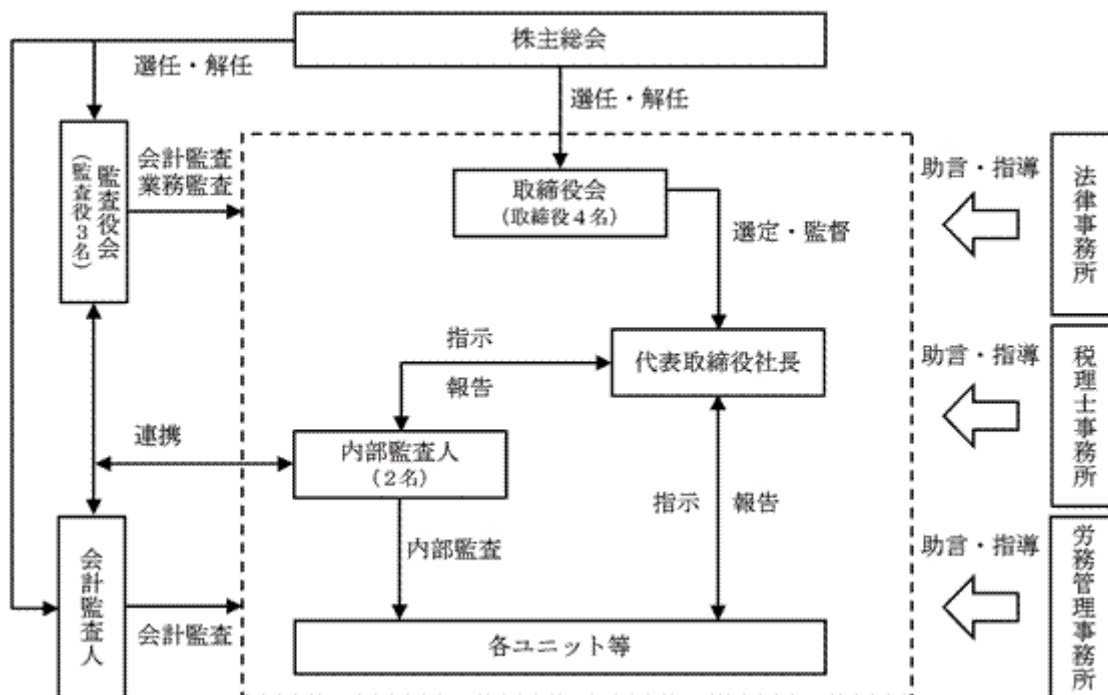 株主総会
選任・解任
選任・解任
監査役会
(監査役3名)
会計監査
業務監査
取締役会
(取締役4名)
選定・監督
助言・指導
法律事務所
指示
報告
代表取締役社長
助言・指導
税理士事務所
連携
内部監査人
(2名)
指示
報告
内部監査
会計監査人
会計監査
各ユニット等
助言・指導
労務管理事務所